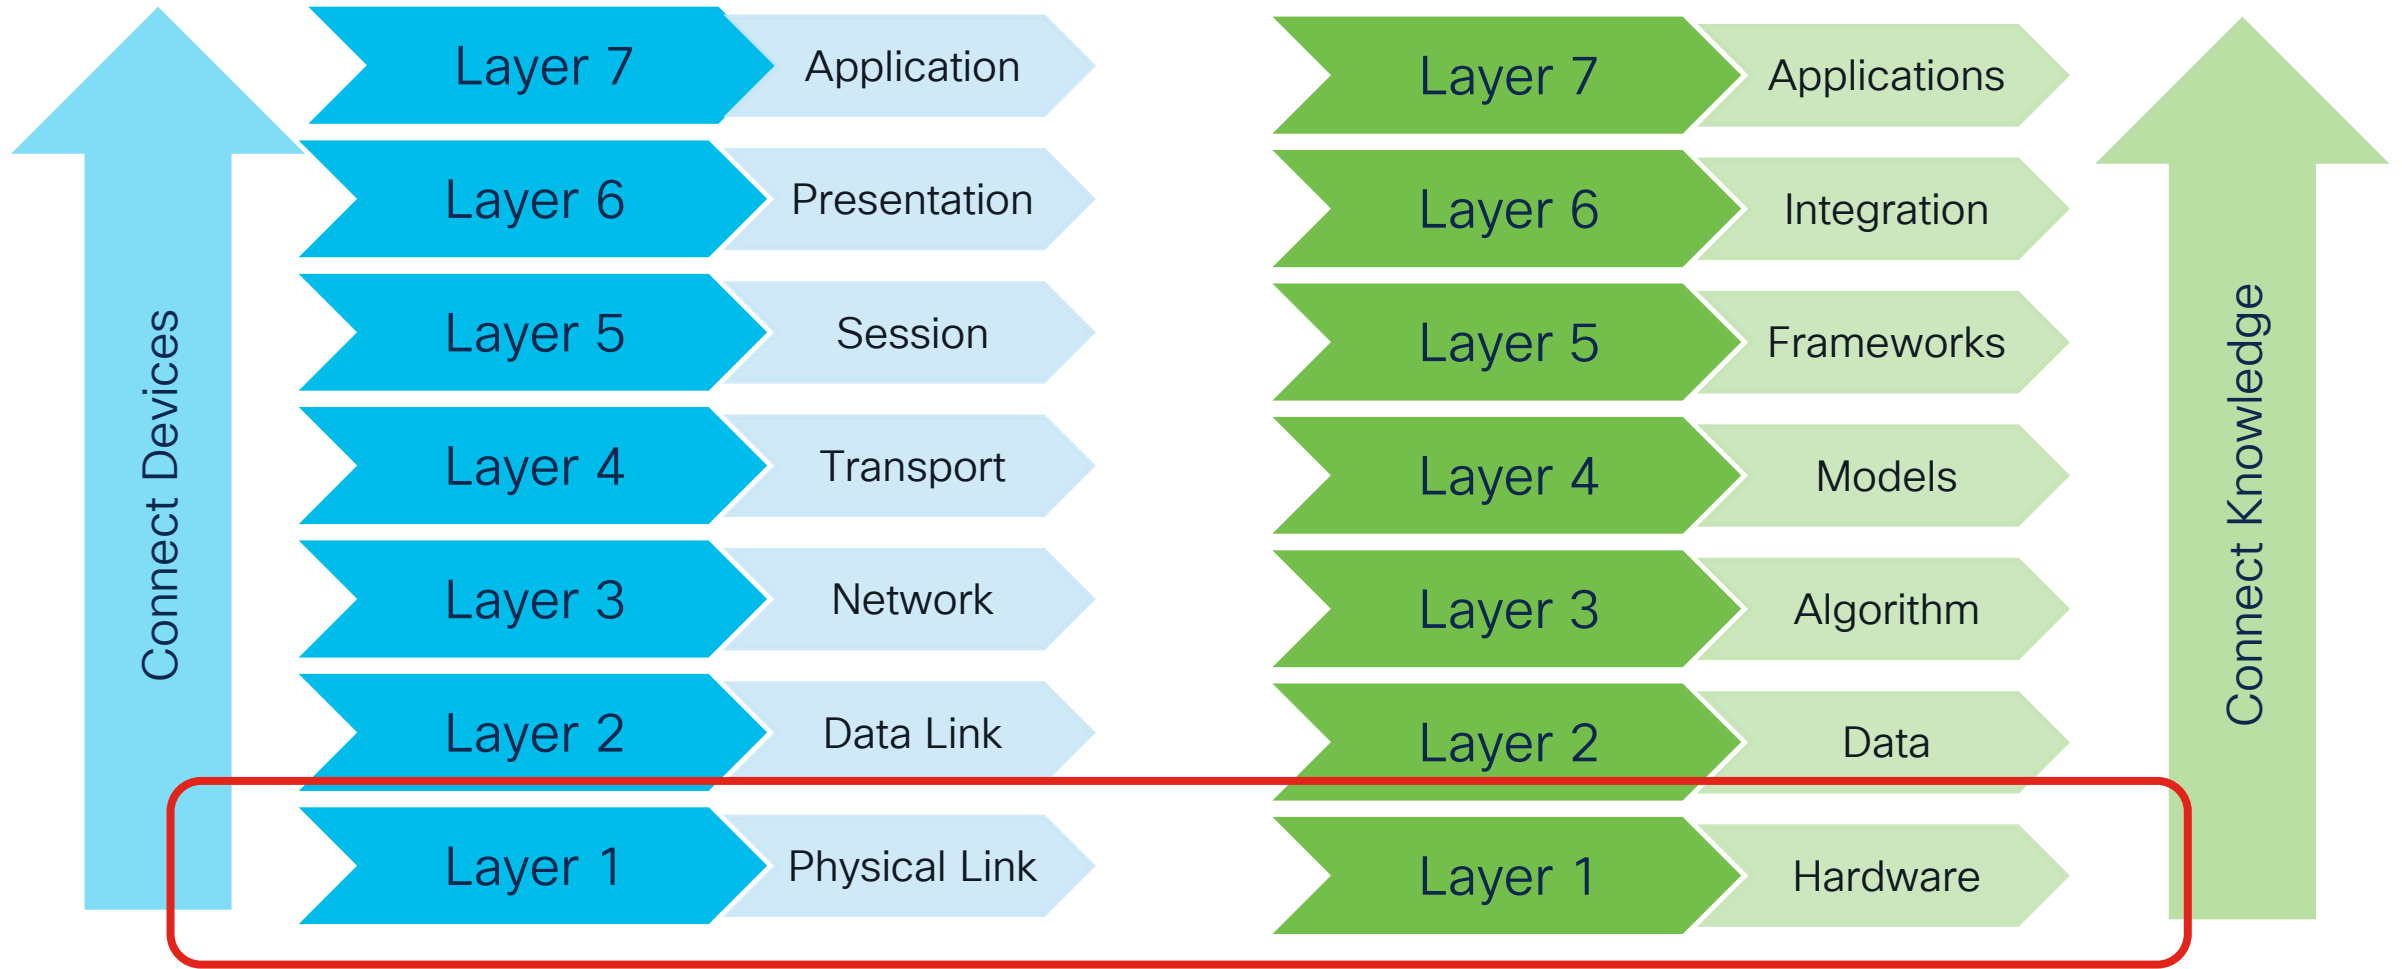 Connect Devices
Layer 7 Application
Layer 6 Presentation
Layer 5 Session
Layer 4 Transport
Layer 3 Network
Layer 2 Data Link
Layer 1 Physical Link
Layer 7 Applications
Layer 6 Integration
Layer 5 Frameworks
Layer 4 Models
Layer 3 Algorithm
Layer 2 Data
Layer 1 Hardware
Connect Knowledge